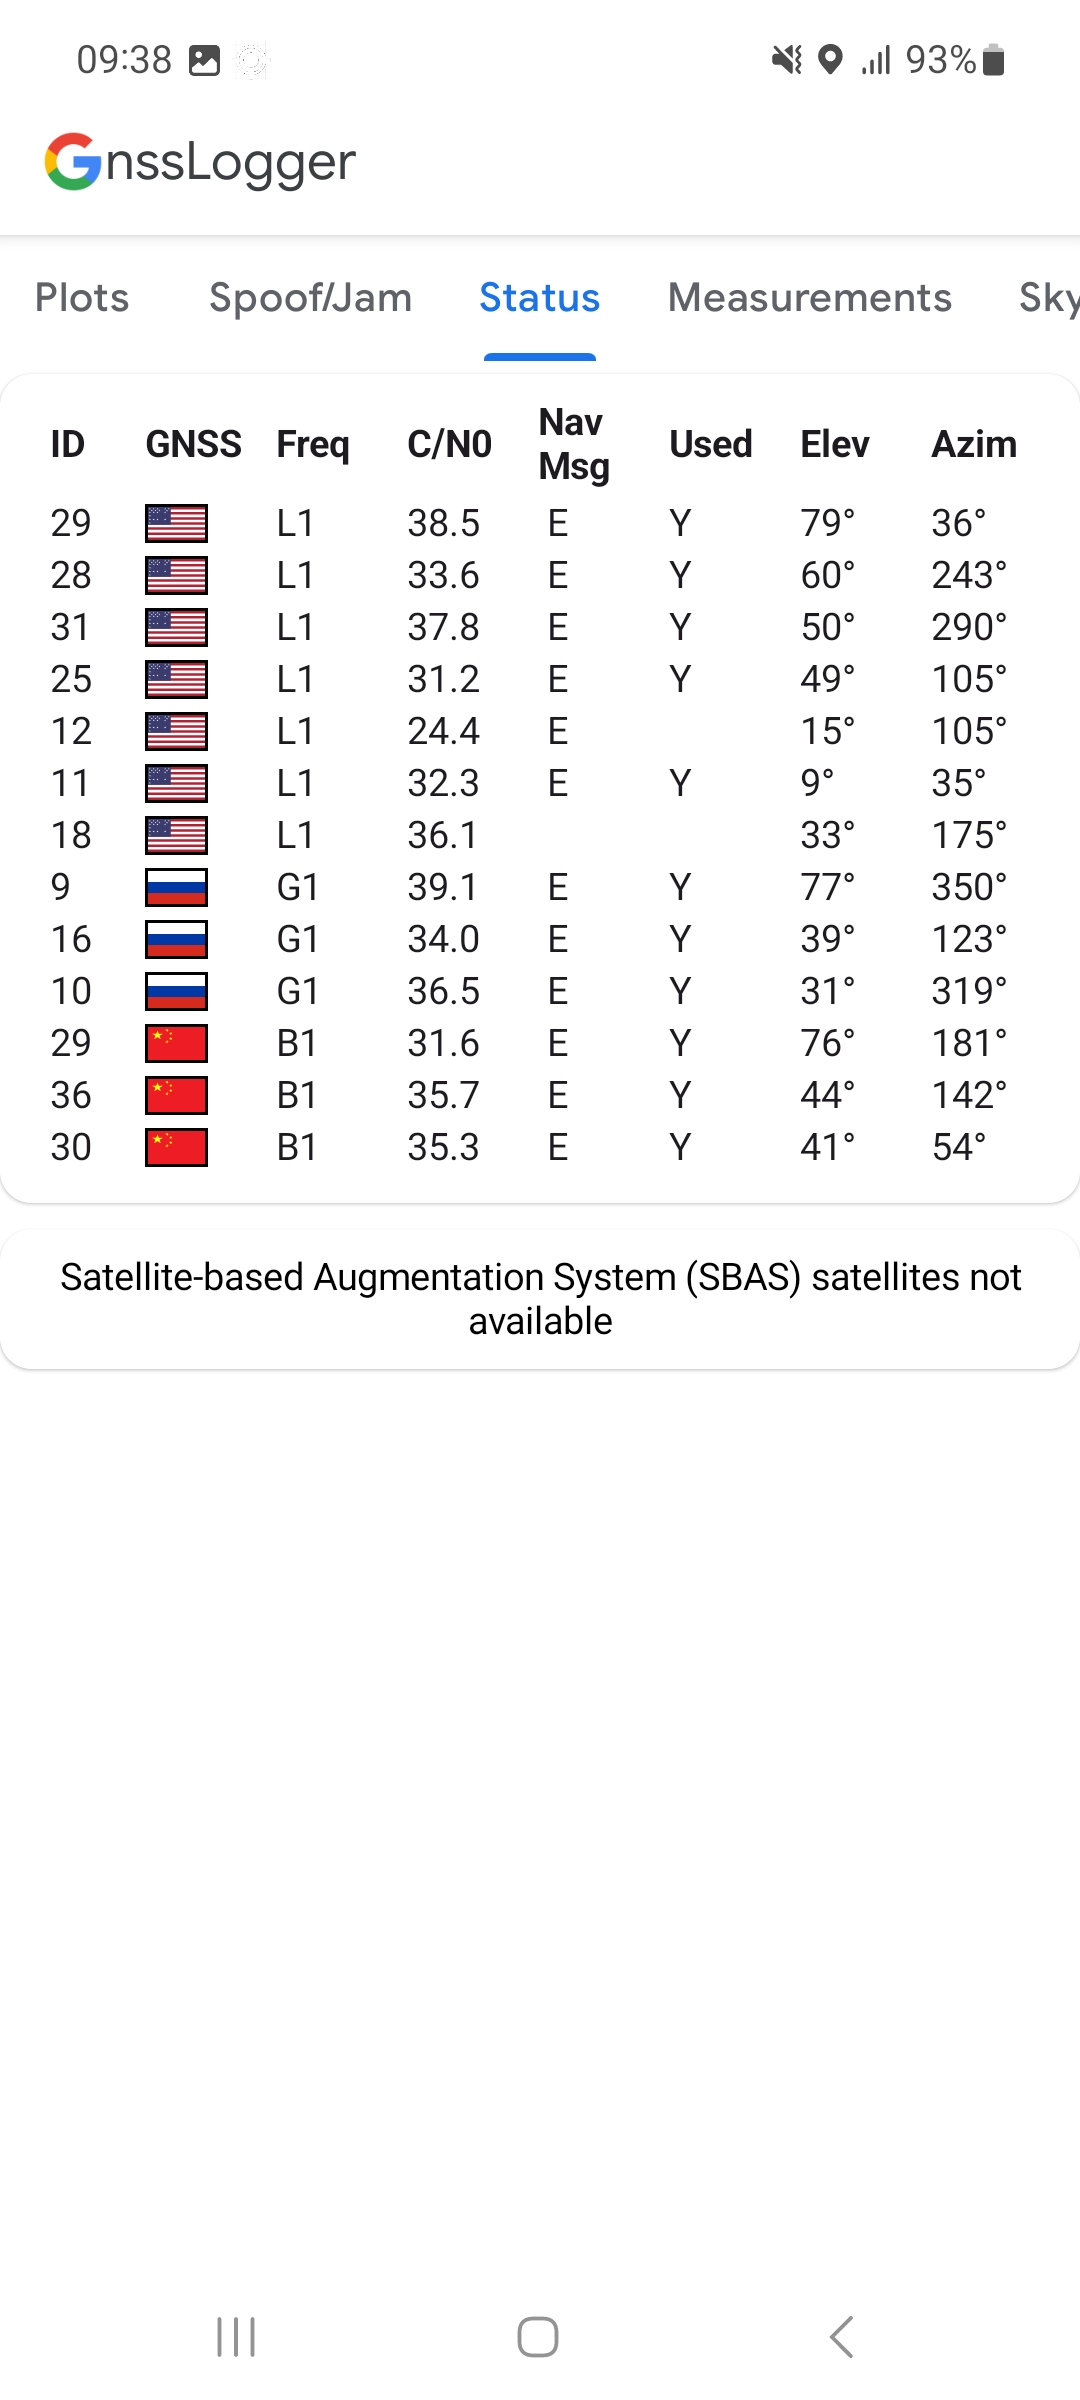 09:38 93%
GnssLogger
Plots Spoof/Jam Status Measurements Sky
ID GNSS Freq C/N0 Nav Msg Used Elev Azim
29 L1 38.5 E Y 79° 36°
28 L1 33.6 E Y 60° 243°
31 L1 37.8 E Y 50° 290°
25 L1 31.2 E Y 49° 105°
12 L1 24.4 E 15° 105°
11 L1 32.3 E Y 9° 35°
18 L1 36.1 33° 175°
9 G1 39.1 E Y 77° 350°
16 G1 34.0 E Y 39° 123°
10 G1 36.5 E Y 31° 319°
29 B1 31.6 E Y 76° 181°
36 B1 35.7 E Y 44° 142°
30 B1 35.3 E Y 41° 54°
Satellite-based Augmentation System (SBAS) satellites not
available